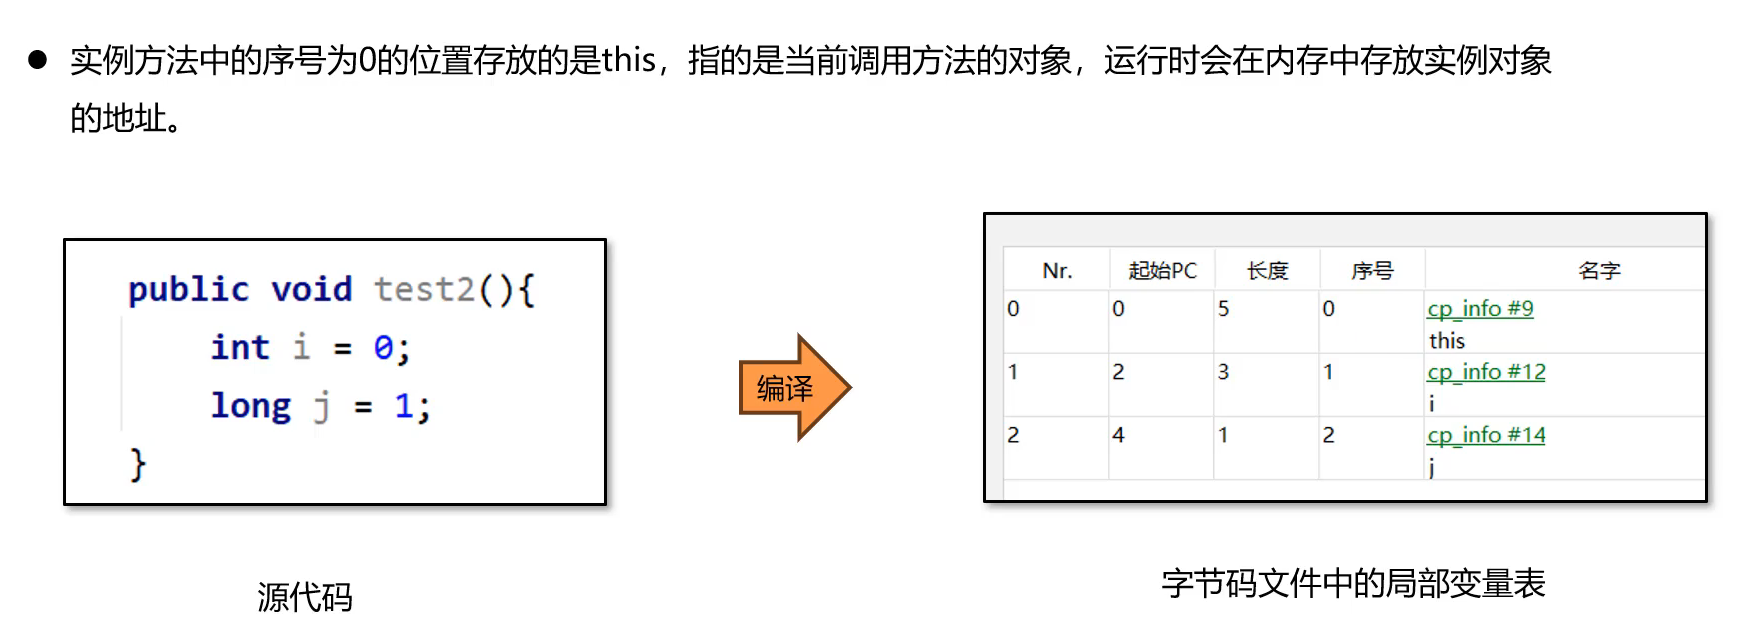 ● 实例方法中的序号为0的位置存放的是this，指的是当前调用方法的对象，运行时会在内存中存放实例对象
的地址。
public void test2(){
int i = 0;
long j = 1;
}
源代码
编译
Nr. 起始PC 长度 序号 名字
0 0 5 0 cp_info #9
this
1 2 3 1 cp_info #12
i
2 4 1 2 cp_info #14
j
字节码文件中的局部变量表